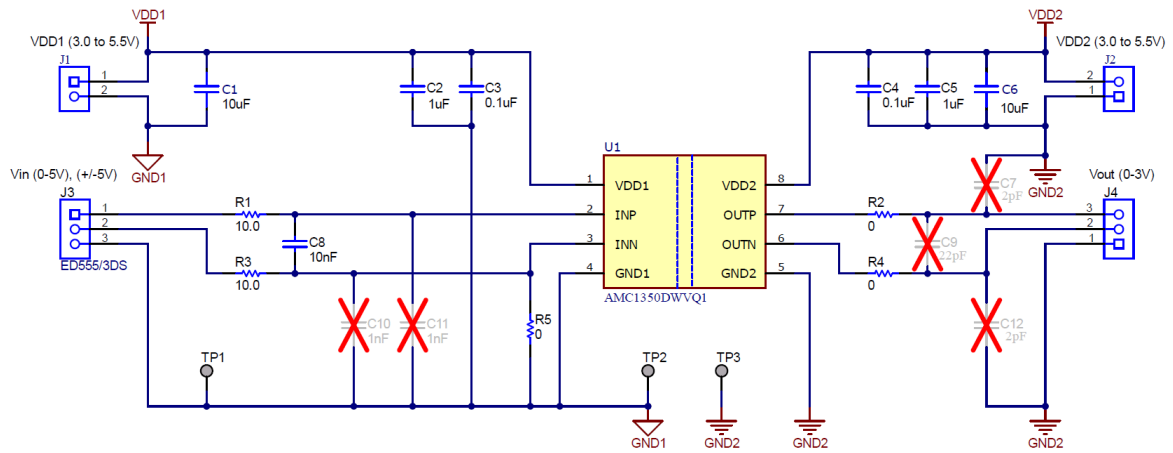 VDD1
VDD1 (3.0 to 5.5V)
J1
1
2
C1
10uF
C2
1uF
C3
0.1uF
GND1
VDD2
VDD2 (3.0 to 5.5V)
J2
2
1
C4
0.1uF
C5
1uF
C6
10uF
GND2
U1
1 VDD1
2 INP
3 INN
4 GND1
VDD2 8
OUTP 7
OUTN 6
GND2 5
AMC1350DWVQ1
Vin (0-5V), (+/-5V)
J3
1
2
3
ED555/3DS
R1
10.0
R3
10.0
C8
10nF
C10
1nF
C11
1nF
R5
0
R2
0
R4
0
C7
2pF
C9
22pF
C12
2pF
Vout (0-3V)
J4
3
2
1
TP1
TP2
TP3
GND1
GND2
GND2
GND2